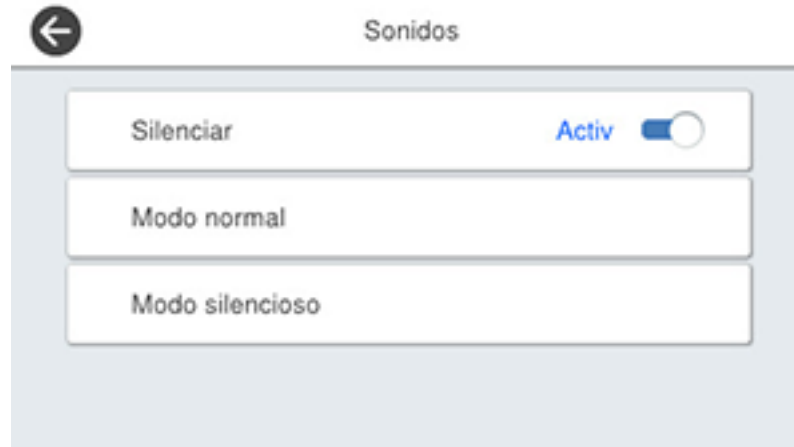 Sonidos
Silenciar Activ
Modo normal
Modo silencioso